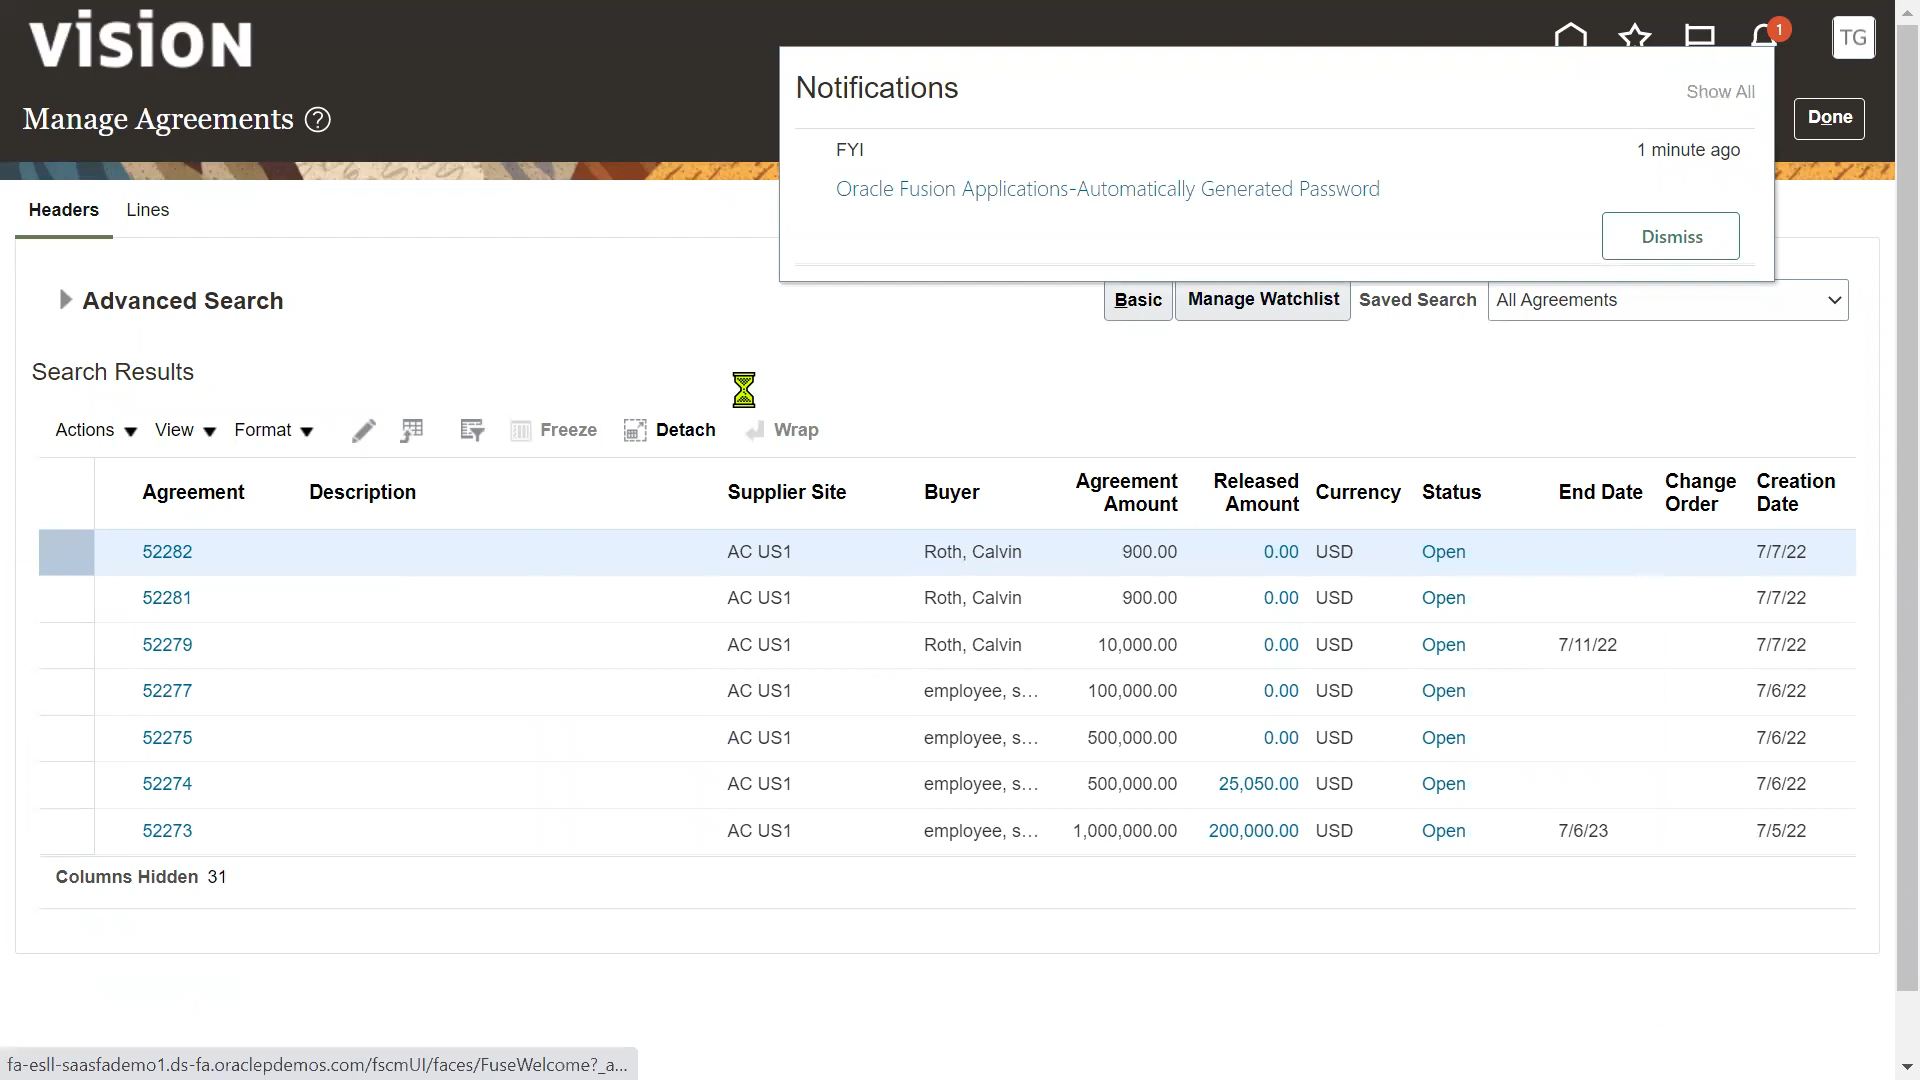 vision
1
TG
Manage Agreements ?
Done
Notifications
Show All
FYI
1 minute ago
Oracle Fusion Applications-Automatically Generated Password
Dismiss
Headers Lines
Advanced Search
Basic Manage Watchlist Saved Search All Agreements
Search Results
Actions View Format Freeze Detach Wrap
Agreement Description Supplier Site Buyer Agreement Amount Released Amount Currency Status End Date Change Order Creation Date
52282 AC US1 Roth, Calvin 900.00 0.00 USD Open 7/7/22
52281 AC US1 Roth, Calvin 900.00 0.00 USD Open 7/7/22
52279 AC US1 Roth, Calvin 10,000.00 0.00 USD Open 7/11/22 7/7/22
52277 AC US1 employee, s... 100,000.00 0.00 USD Open 7/6/22
52275 AC US1 employee, s... 500,000.00 0.00 USD Open 7/6/22
52274 AC US1 employee, s... 500,000.00 25,050.00 USD Open 7/6/22
52273 AC US1 employee, s... 1,000,000.00 200,000.00 USD Open 7/6/23 7/5/22
Columns Hidden 31
fa-esll-saasfademo1.ds-fa.oraclepdemos.com/fscmUI/faces/FuseWelcome?_a...